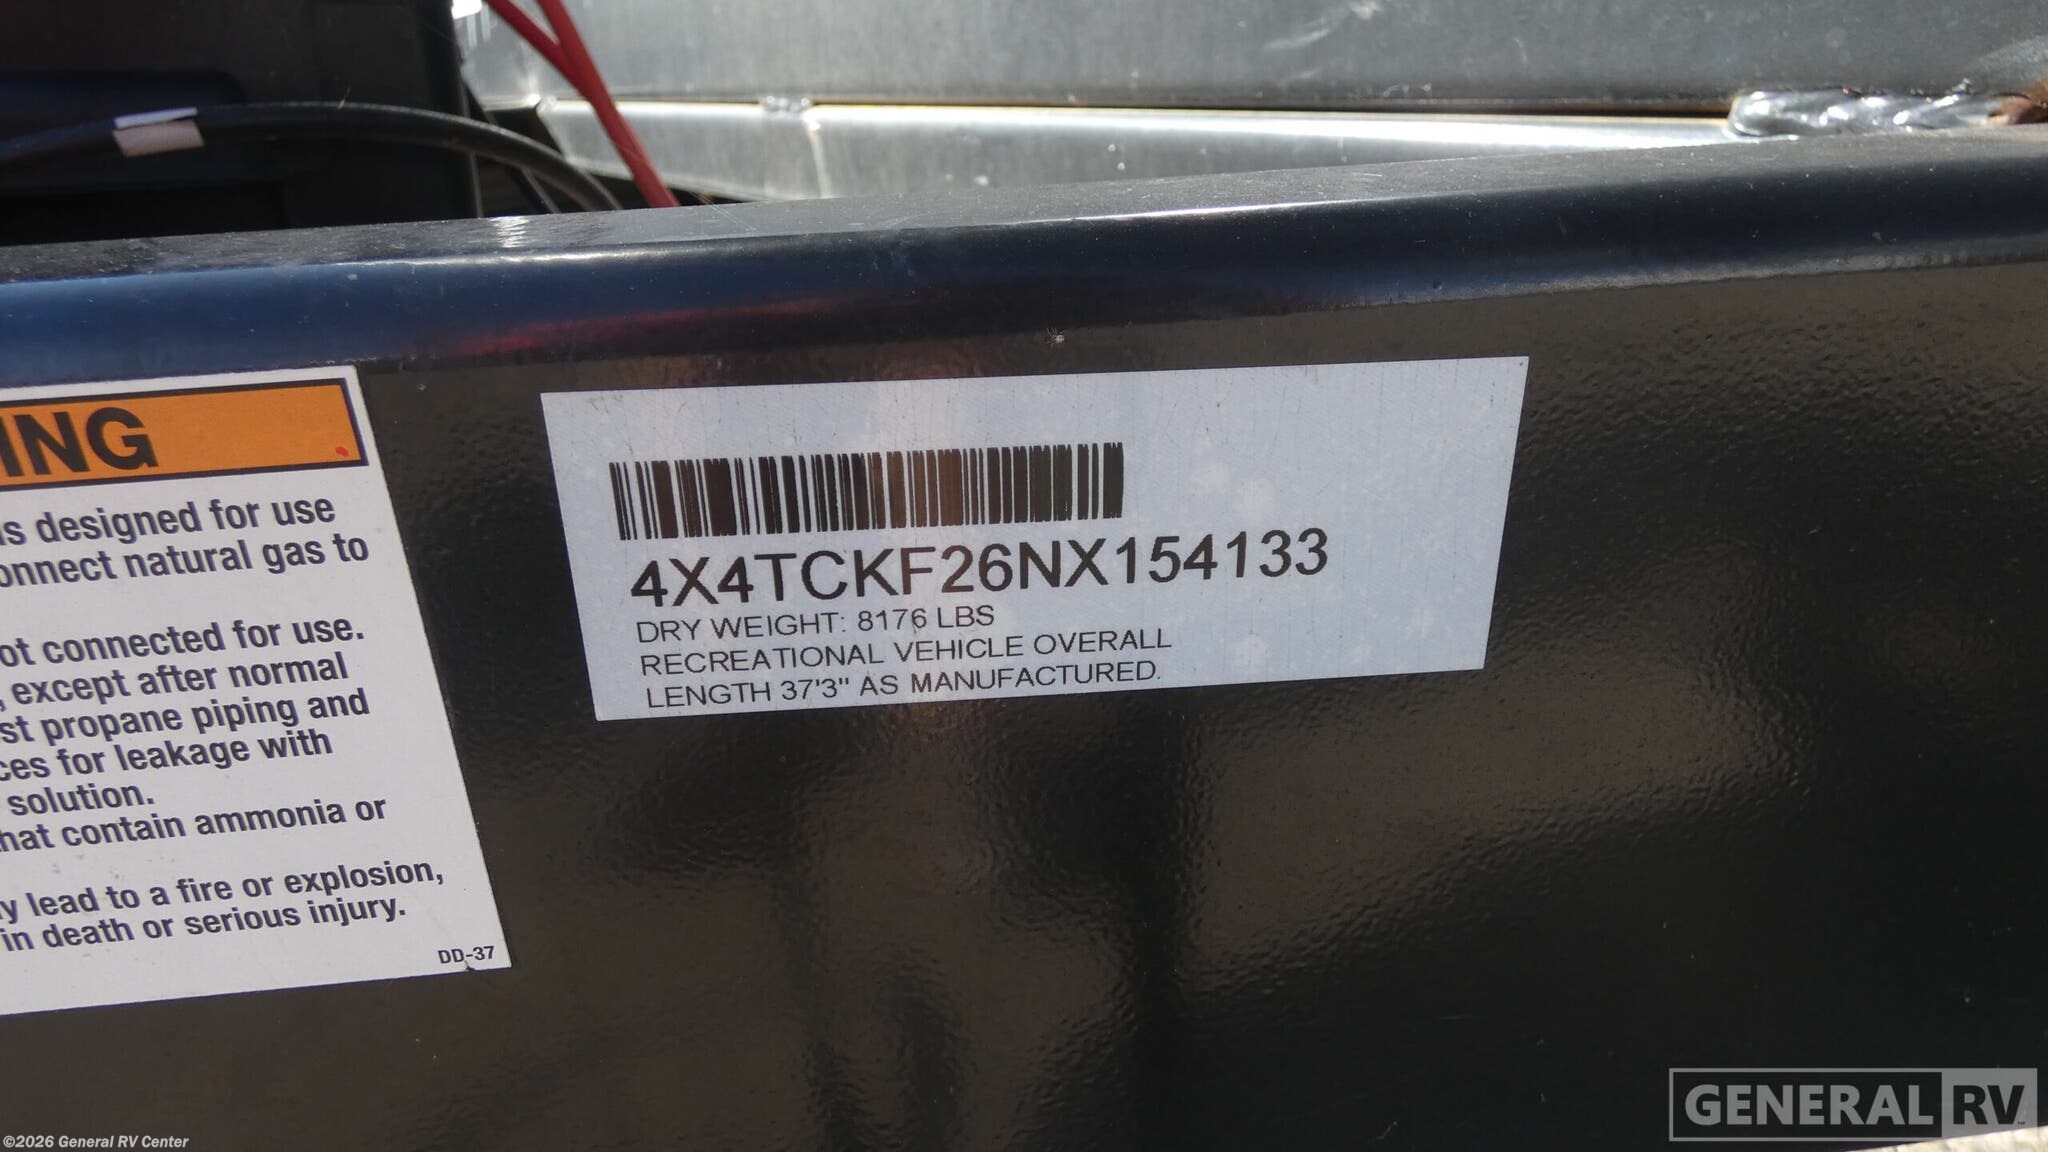 ING
is designed for use
onnect natural gas to
ot connected for use.
, except after normal
st propane piping and
ces for leakage with
solution.
hat contain ammonia or
y lead to a fire or explosion,
in death or serious injury.
DD-37
4X4TCKF26NX154133
DRY WEIGHT: 8176 LBS
RECREATIONAL VEHICLE OVERALL
LENGTH 37'3" AS MANUFACTURED.
GENERAL RV
©2026 General RV Center